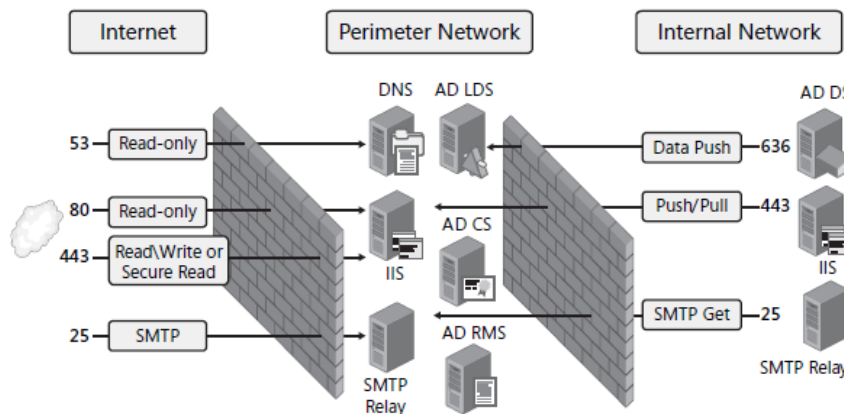 Internet
Perimeter Network
Internal Network
DNS
AD LDS
AD DS
53
Read-only
Data Push
636
80
Read-only
Push/Pull
443
AD CS
443
Read\Write or
Secure Read
IIS
IIS
25
SMTP
SMTP Get
25
AD RMS
SMTP
Relay
SMTP Relay